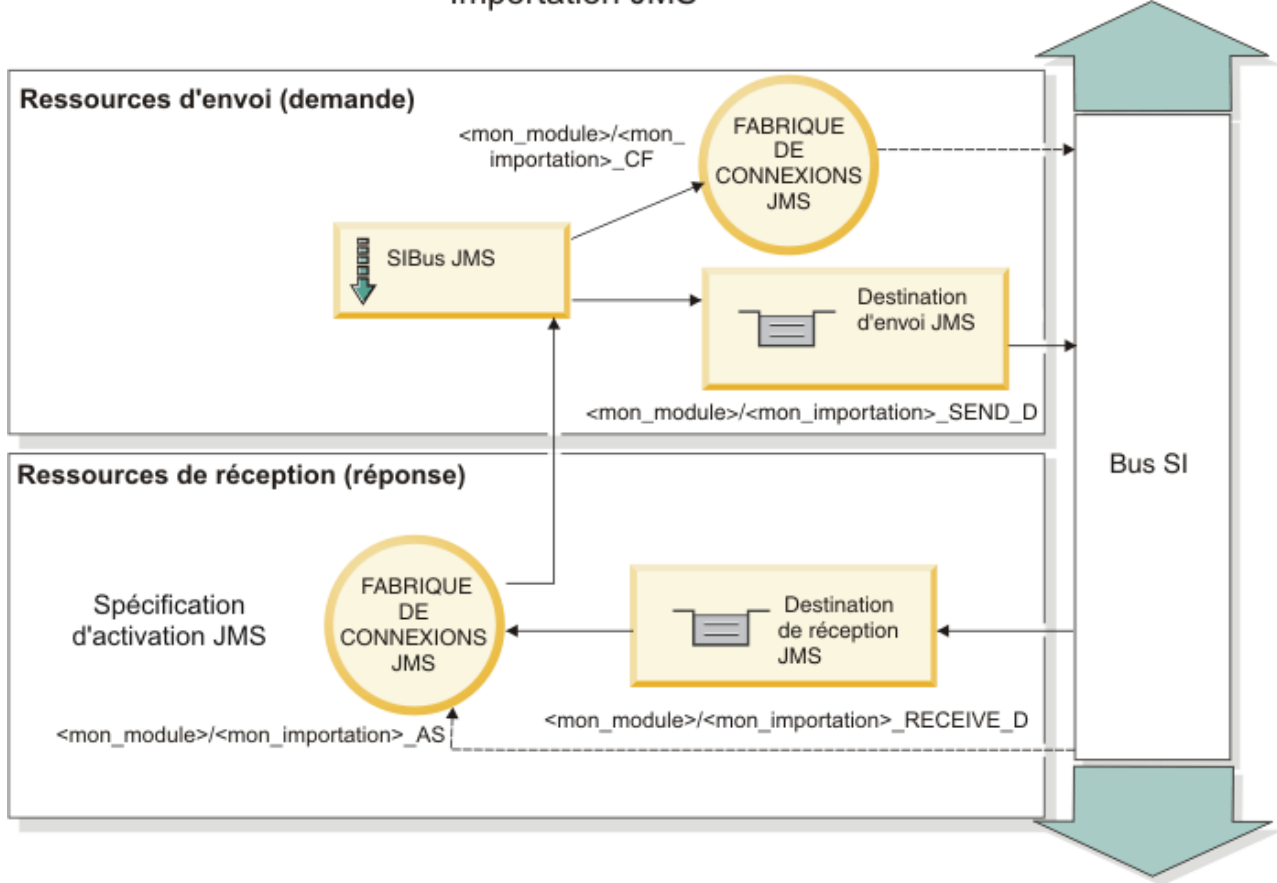 Importation JMS
Ressources d'envoi (demande)
<mon_module>/<mon_
importation>_CF
FABRIQUE
DE
CONNEXIONS
JMS
SIBus JMS
Destination
d'envoi JMS
<mon_module>/<mon_importation>_SEND_D
Bus SI
Ressources de réception (réponse)
Spécification
d'activation JMS
FABRIQUE
DE
CONNEXIONS
JMS
Destination
de réception
JMS
<mon_module>/<mon_importation>_RECEIVE_D
<mon_module>/<mon_importation>_AS